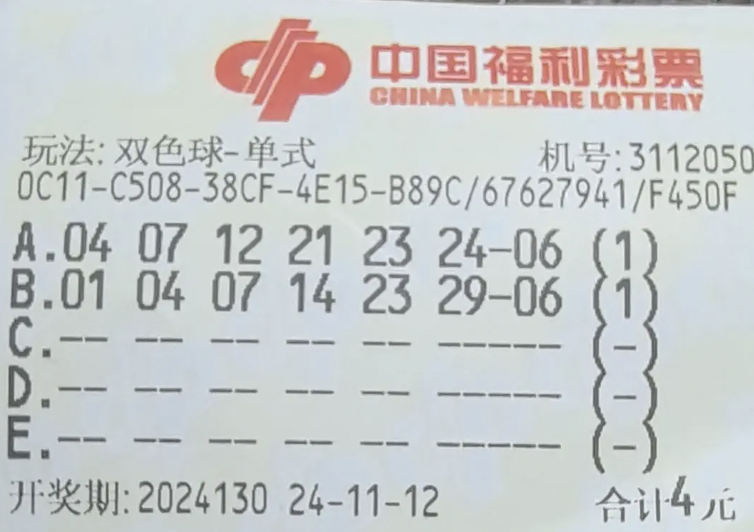 中国福利彩票
CHINA WELFARE LOTTERY
玩法: 双色球-单式 机号: 3112050
0C11-C508-38CF-4E15-B89C/67627941/F450F
A.04 07 12 21 23 24-06 (1)
B.01 04 07 14 23 29-06 (1)
C.-- -- -- -- -- ----- (-)
D.-- -- -- -- -- ----- (-)
E.-- -- -- -- -- ----- (-)
开奖期: 2024130 24-11-12 合计4元